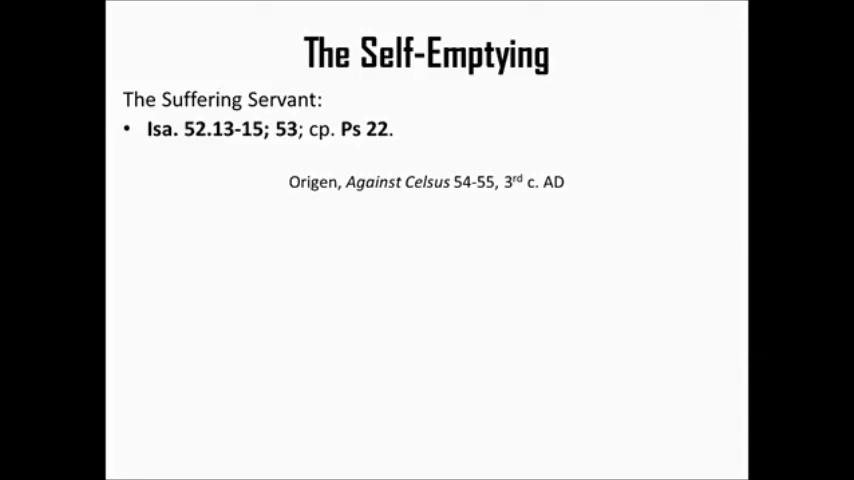 The Self-Emptying
The Suffering Servant:
• Isa. 52.13-15; 53; cp. Ps 22.
Origen, Against Celsus 54-55, 3rd c. AD